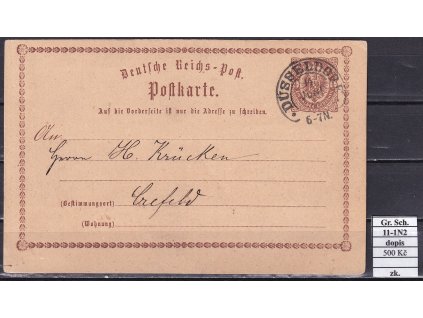 Deutsche Reichs-Post.
Postkarte.
Auf die Vorderseite ist nur die Adresse zu schreiben.
DÜSSELDORF
6-7N.
An
Herrn H. Krücken
(Bestimmungsort) Crefeld
(Wohnung)
Gr. Sch.
11-1N2
dopis
500 Kč
zk.